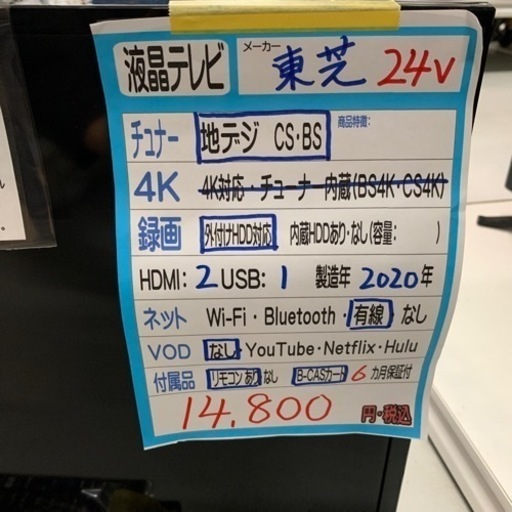 液晶テレビ メーカー 東芝 24v
チューナー 地デジ CS・BS 商品特徴:
4K 4K対応・チューナー内蔵(BS4K・CS4K)
録画 外付けHDD対応 内蔵HDDあり・なし(容量: )
HDMI: 2 USB: 1 製造年 2020年
ネット Wi-Fi・Bluetooth・有線 なし
VOD なし YouTube・Netflix・Hulu
付属品 リモコンあり なし B-CASカード 6カ月保証付
14,800 円・税込